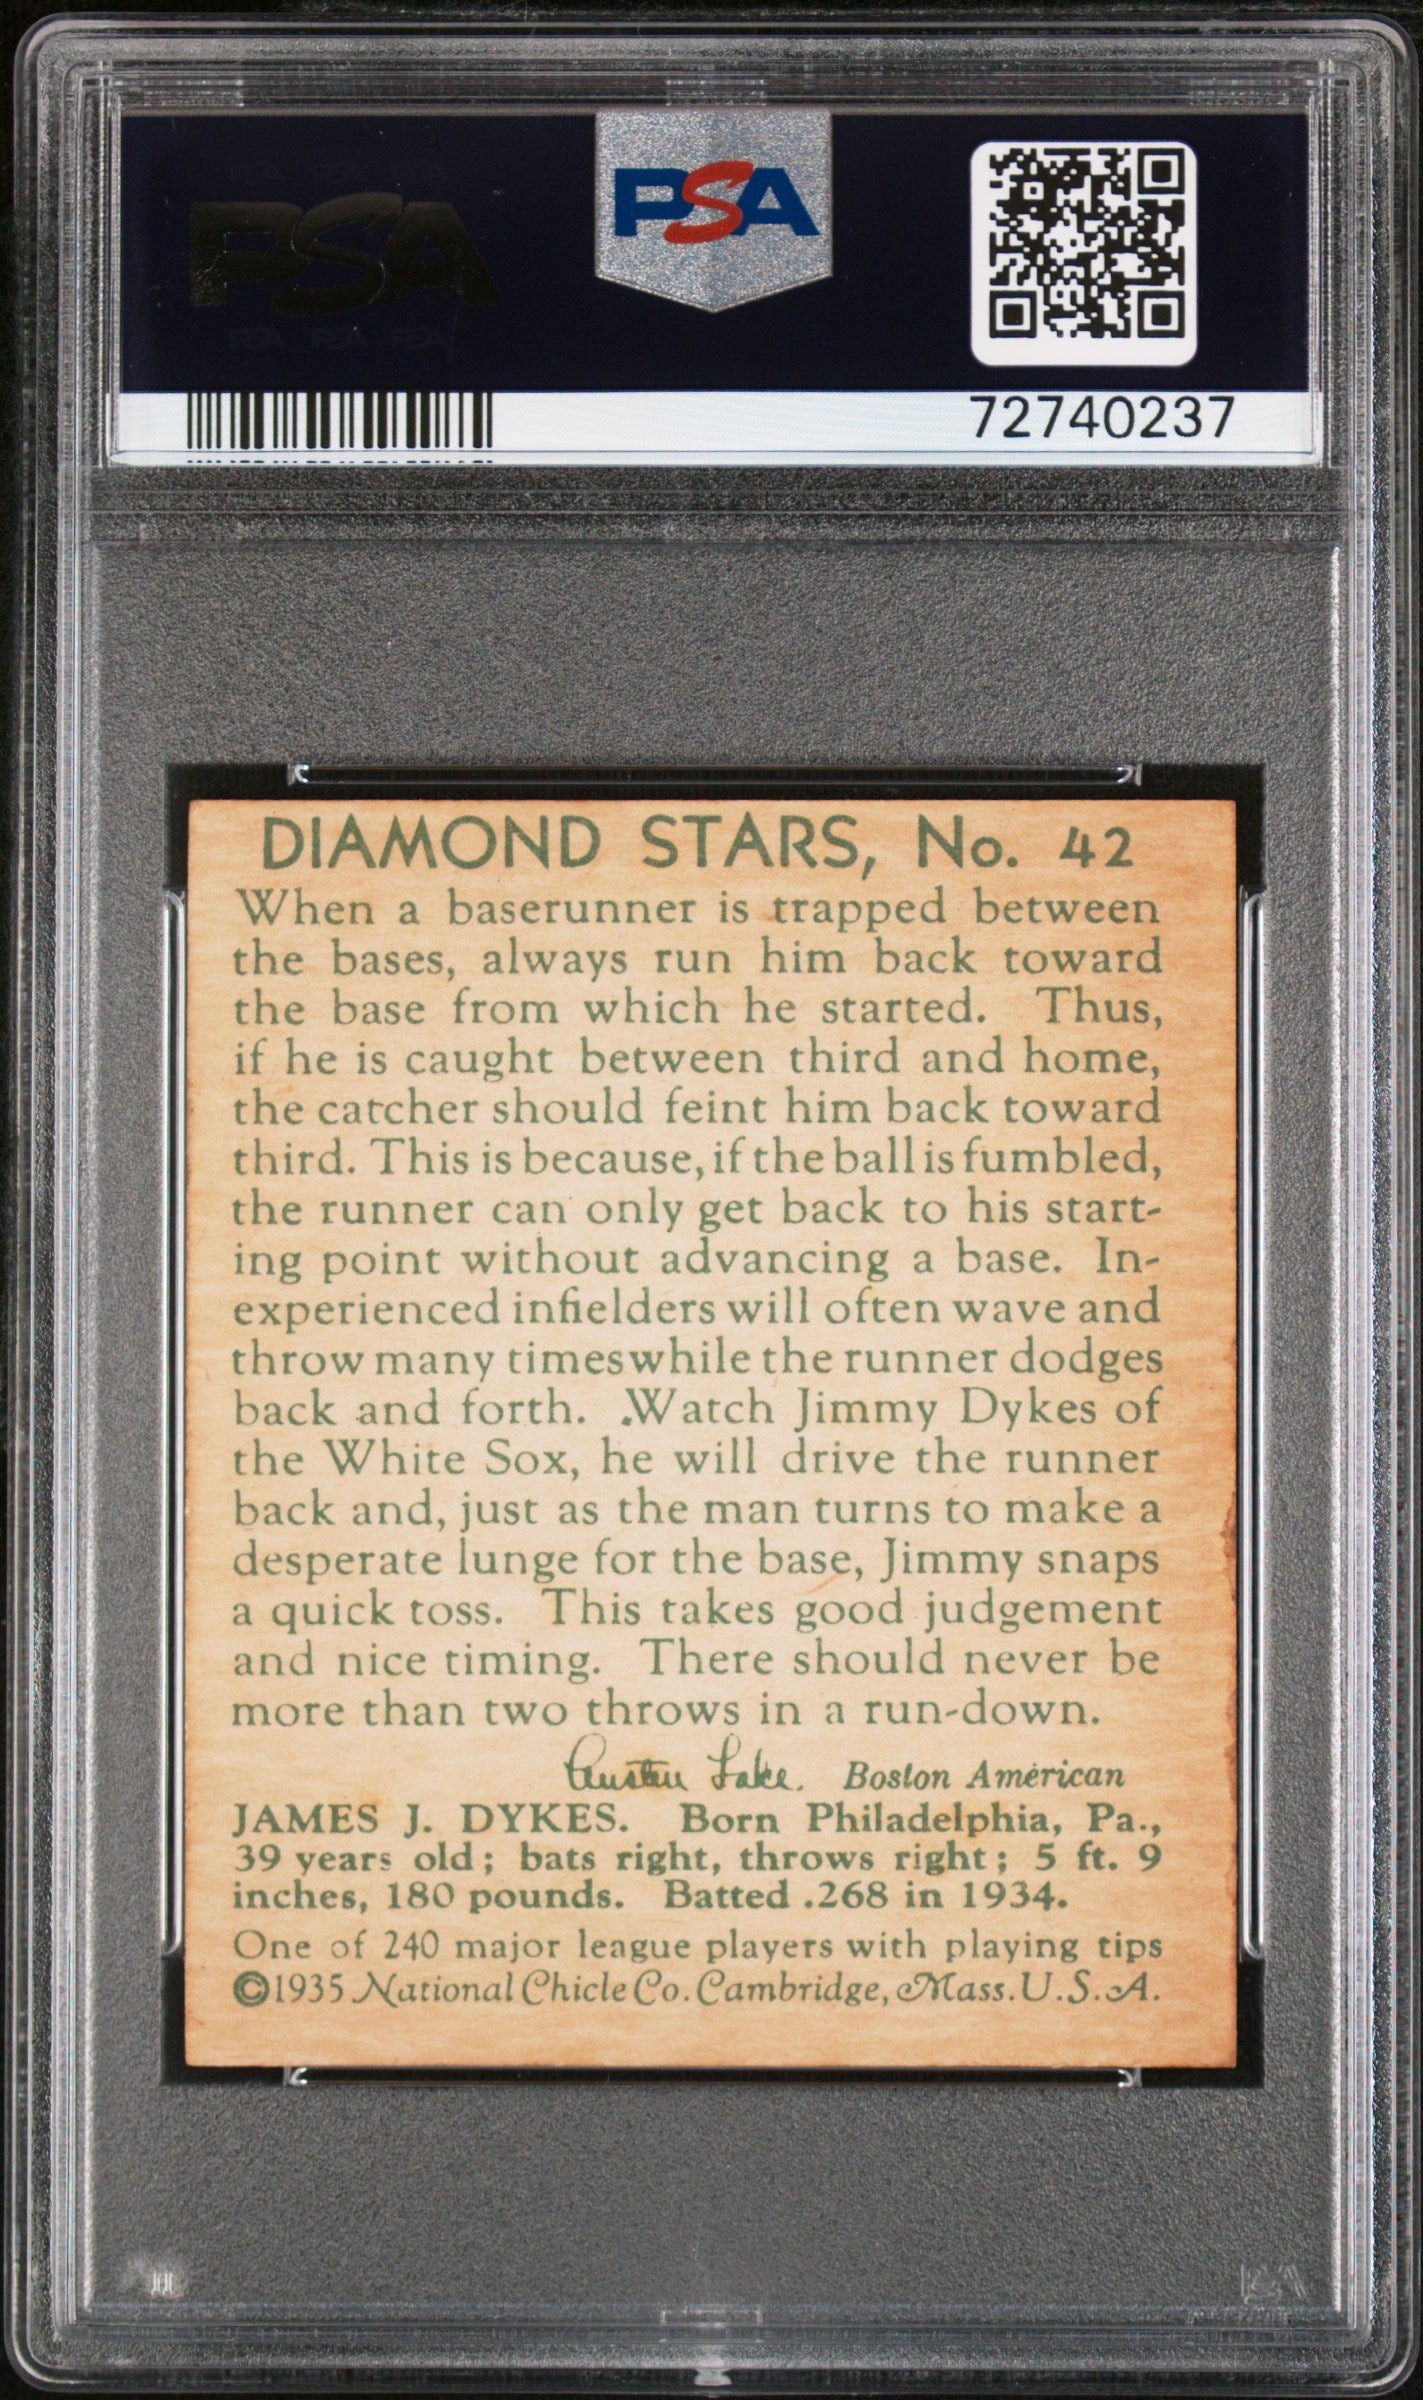 PSA
PSA
72740237
DIAMOND STARS, No. 42
When a baserunner is trapped between
the bases, always run him back toward
the base from which he started. Thus,
if he is caught between third and home,
the catcher should feint him back toward
third. This is because, if the ball is fumbled,
the runner can only get back to his start-
ing point without advancing a base. In-
experienced infielders will often wave and
throw many times while the runner dodges
back and forth. .Watch Jimmy Dykes of
the White Sox, he will drive the runner
back and, just as the man turns to make a
desperate lunge for the base, Jimmy snaps
a quick toss. This takes good judgement
and nice timing. There should never be
more than two throws in a run-down.
Austen Lake. Boston American
JAMES J. DYKES. Born Philadelphia, Pa.,
39 years old; bats right, throws right; 5 ft. 9
inches, 180 pounds. Batted .268 in 1934.
One of 240 major league players with playing tips
©1935 National Chicle Co. Cambridge, Mass. U.S.A.